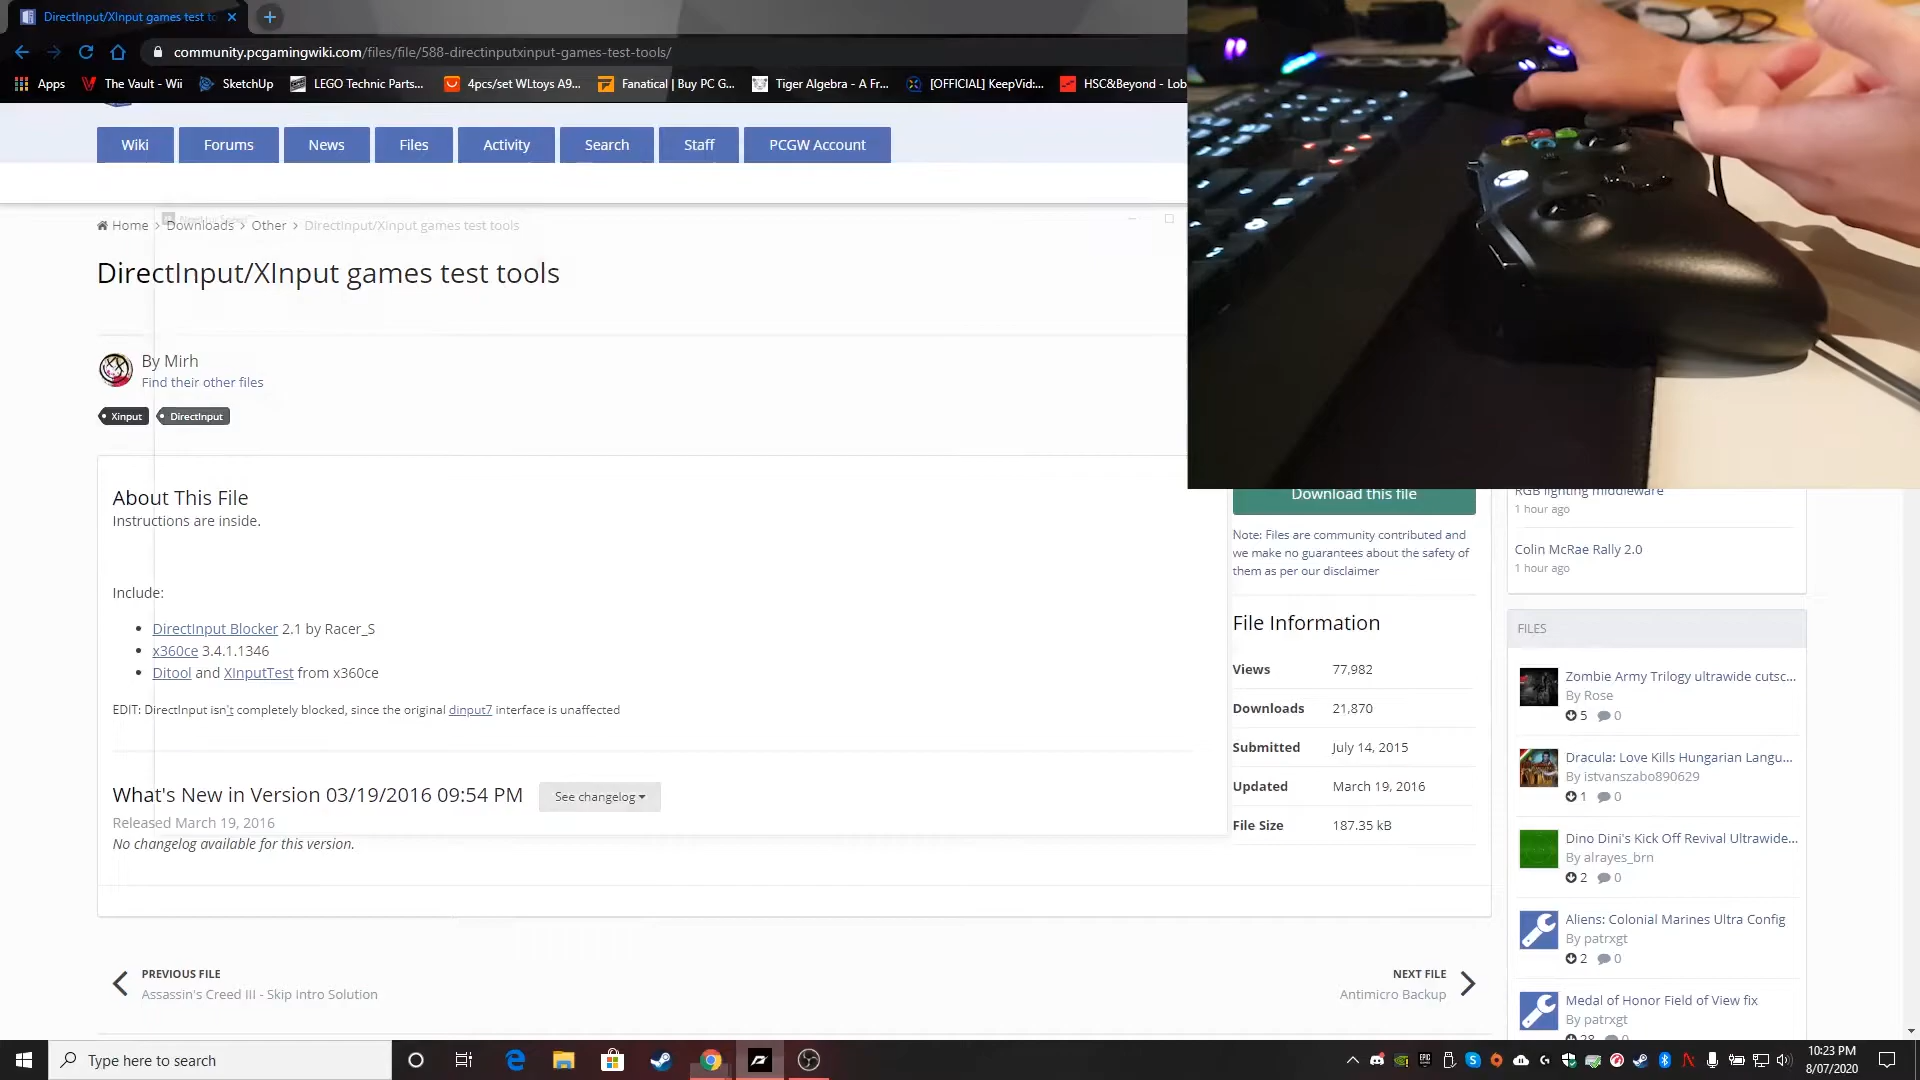 DirectInput/XInput games test to
community.pcgamingwiki.com/files/file/588-directinputxinput-games-test-tools/
Apps
The Vault - Wii
SketchUp
LEGO Technic Parts...
4pcs/set WLtoys A9...
Fanatical | Buy PC G...
Tiger Algebra - A Fr...
[OFFICIAL] KeepVid:...
HSC&Beyond - Lob
Wiki
Forums
News
Files
Activity
Search
Staff
PCGW Account
Home
Downloads
Other
DirectInput/XInput games test tools
DirectInput/XInput games test tools
By Mirh
Find their other files
Xinput
DirectInput
About This File
Instructions are inside.
Include:
DirectInput Blocker 2.1 by Racer_S
x360ce 3.4.1.1346
Ditool and XInputTest from x360ce
EDIT: DirectInput isn't completely blocked, since the original dinput7 interface is unaffected
What's New in Version 03/19/2016 09:54 PM
See changelog
Released March 19, 2016
No changelog available for this version.
PREVIOUS FILE
Assassin's Creed III - Skip Intro Solution
NEXT FILE
Antimicro Backup
Download this file
Note: Files are community contributed and
we make no guarantees about the safety of
them as per our disclaimer
File Information
Views 77,982
Downloads 21,870
Submitted July 14, 2015
Updated March 19, 2016
File Size 187.35 kB
RGB lighting middleware
1 hour ago
Colin McRae Rally 2.0
1 hour ago
FILES
Zombie Army Trilogy ultrawide cutsc...
By Rose
5 0
Dracula: Love Kills Hungarian Langu...
By istvanszabo890629
1 0
Dino Dini's Kick Off Revival Ultrawide...
By alrayes_brn
2 0
Aliens: Colonial Marines Ultra Config
By patrxgt
2 0
Medal of Honor Field of View fix
By patrxgt
28 0
Type here to search
10:23 PM
8/07/2020